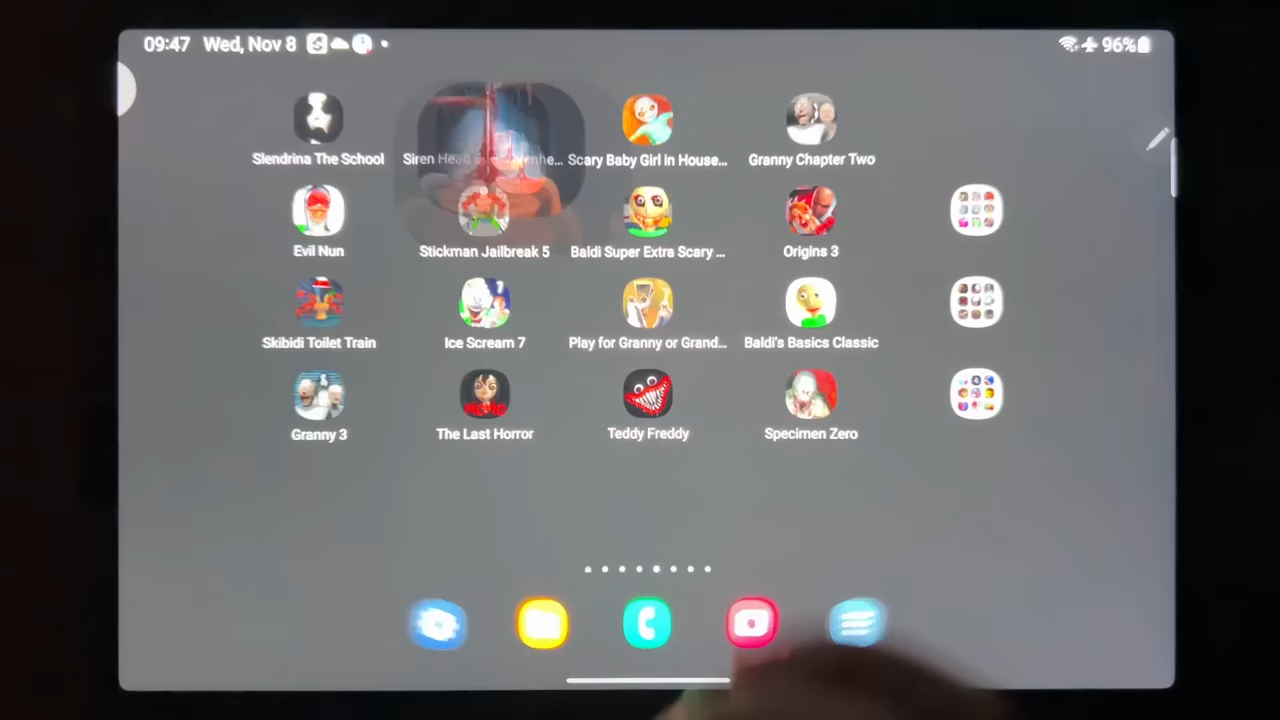 09:47 Wed, Nov 8 96%
Slendrina The School
Siren Head
Scary Baby Girl in House...
Granny Chapter Two
Evil Nun
Stickman Jailbreak 5
Baldi Super Extra Scary ...
Origins 3
Skibidi Toilet Train
Ice Scream 7
Play for Granny or Grand...
Baldi's Basics Classic
Granny 3
The Last Horror
Teddy Freddy
Specimen Zero